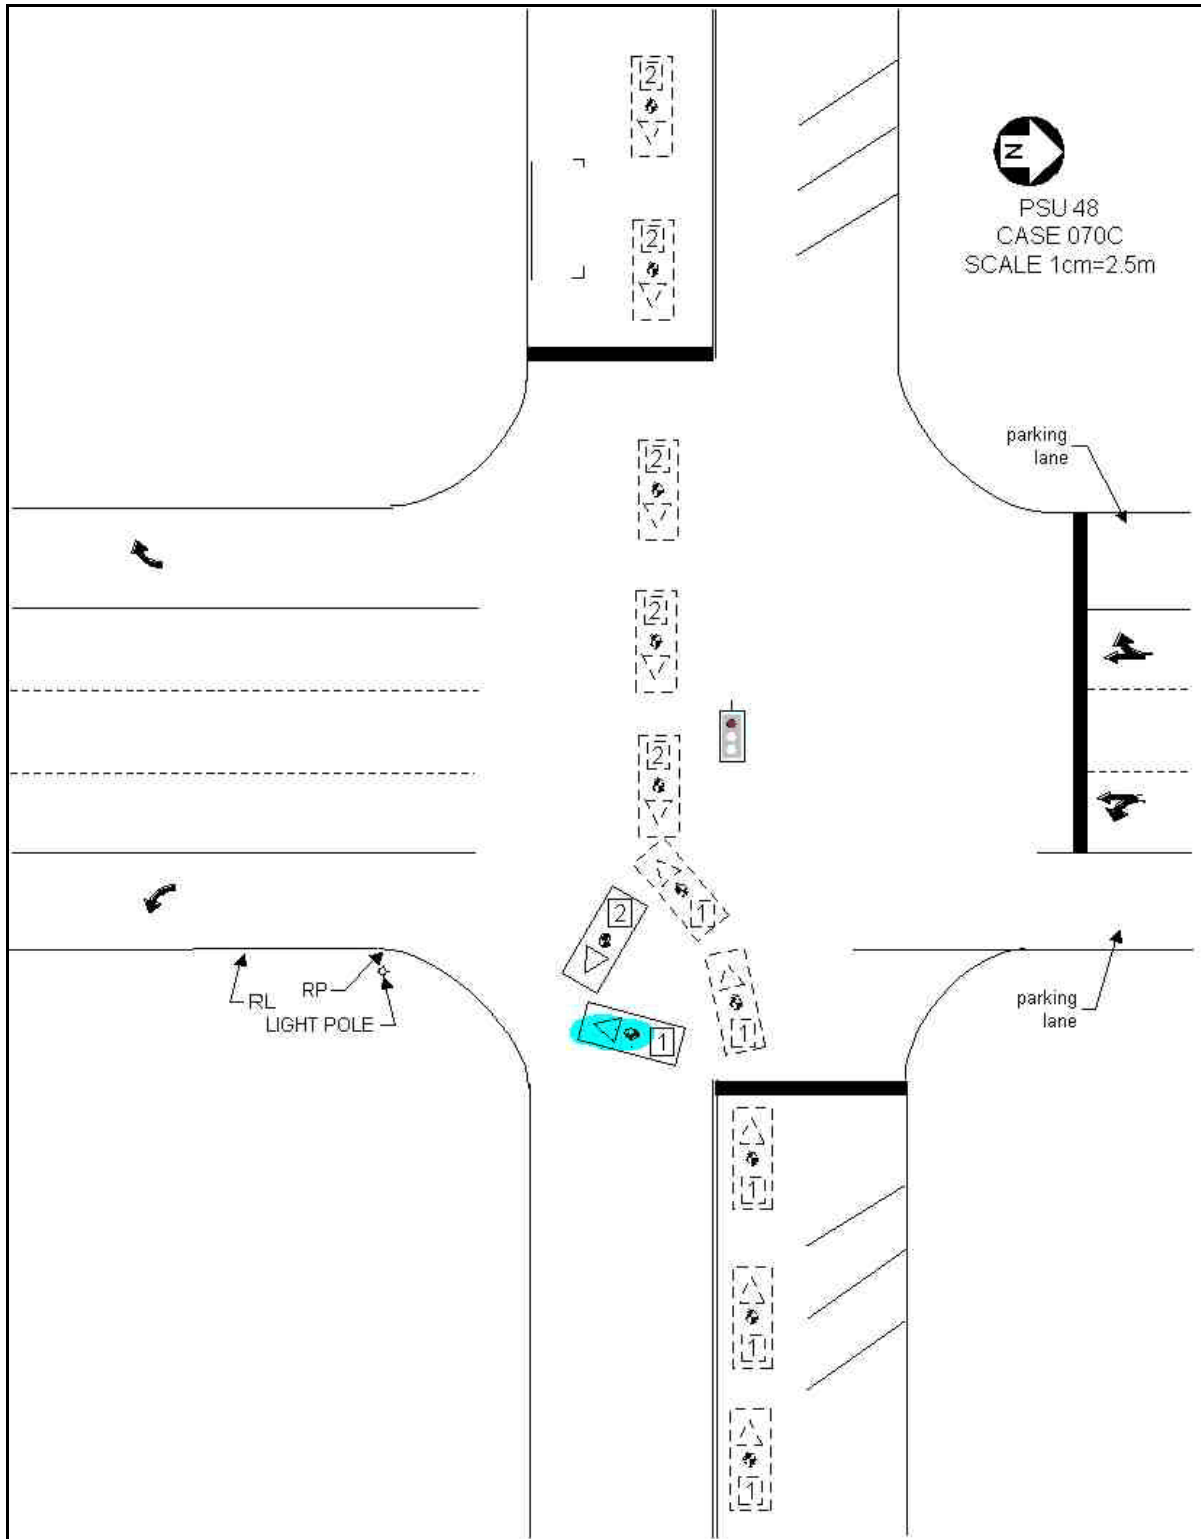 2
2
N
PSU 48
CASE 070C
SCALE 1cm=2.5m
parking
lane
2
2
2
1
2
RL
RP
LIGHT POLE
1
1
parking
lane
1
1
1